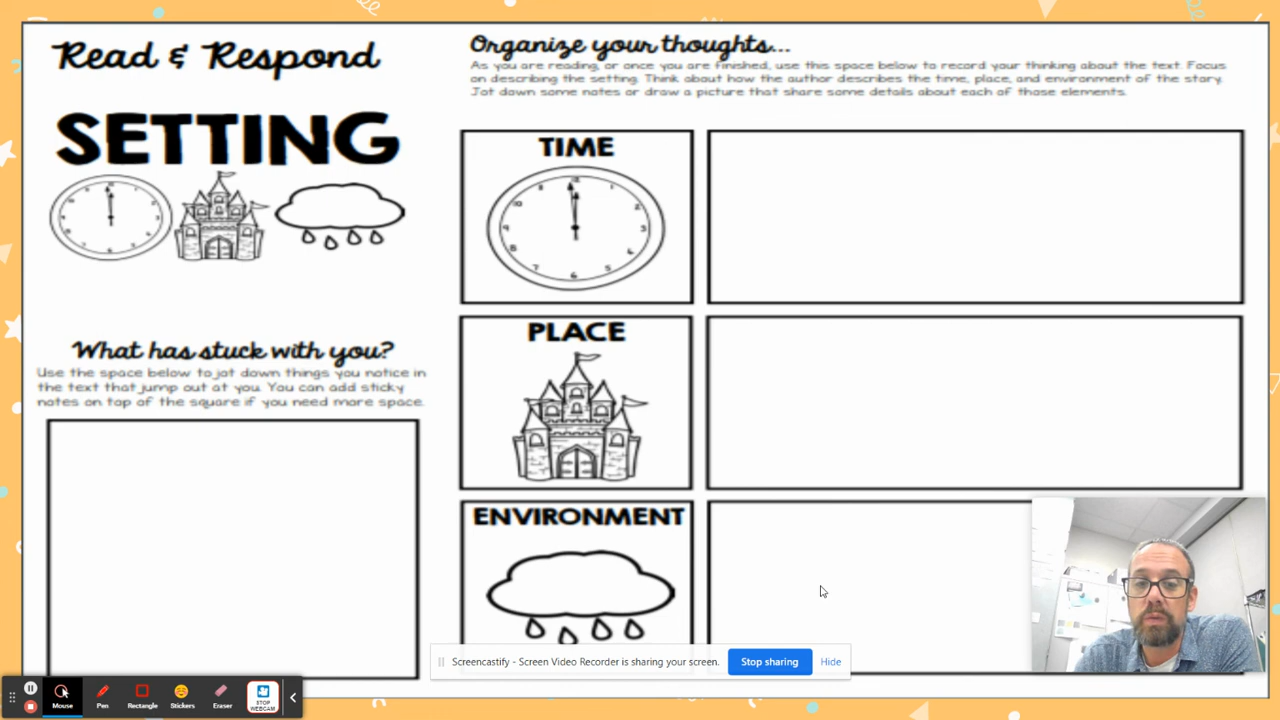 Read & Respond
SETTING
What has stuck with you?
Use the space below to jot down things you notice in
the text that jump out at you. You can add sticky
notes on top of the square if you need more space.
Organize your thoughts...
As you are reading, or once you are finished, use this space below to record your thinking about the text. Focus
on describing the setting. Think about how the author describes the time, place, and environment of the story.
Jot down some notes or draw a picture that share some details about each of those elements.
TIME
PLACE
ENVIRONMENT
Screencastify - Screen Video Recorder is sharing your screen.
Stop sharing
Hide
Mouse
Pen
Rectangle
Stickers
Eraser
STOP
WEBCAM